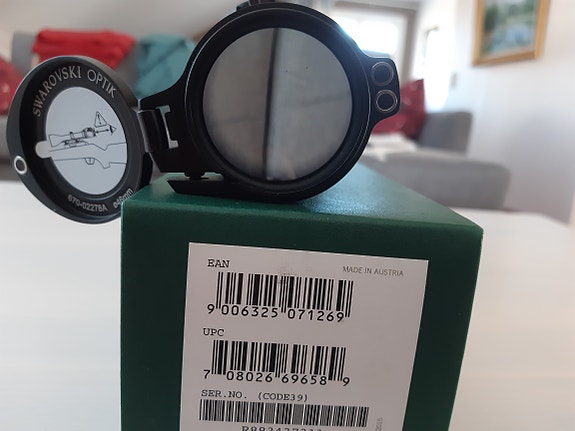 SWAROVSKI OPTIK
670-02278A ø48mm
EAN
MADE IN AUSTRIA
9 006325 071269
UPC
7 08026 69658 9
SER.NO. (CODE39)